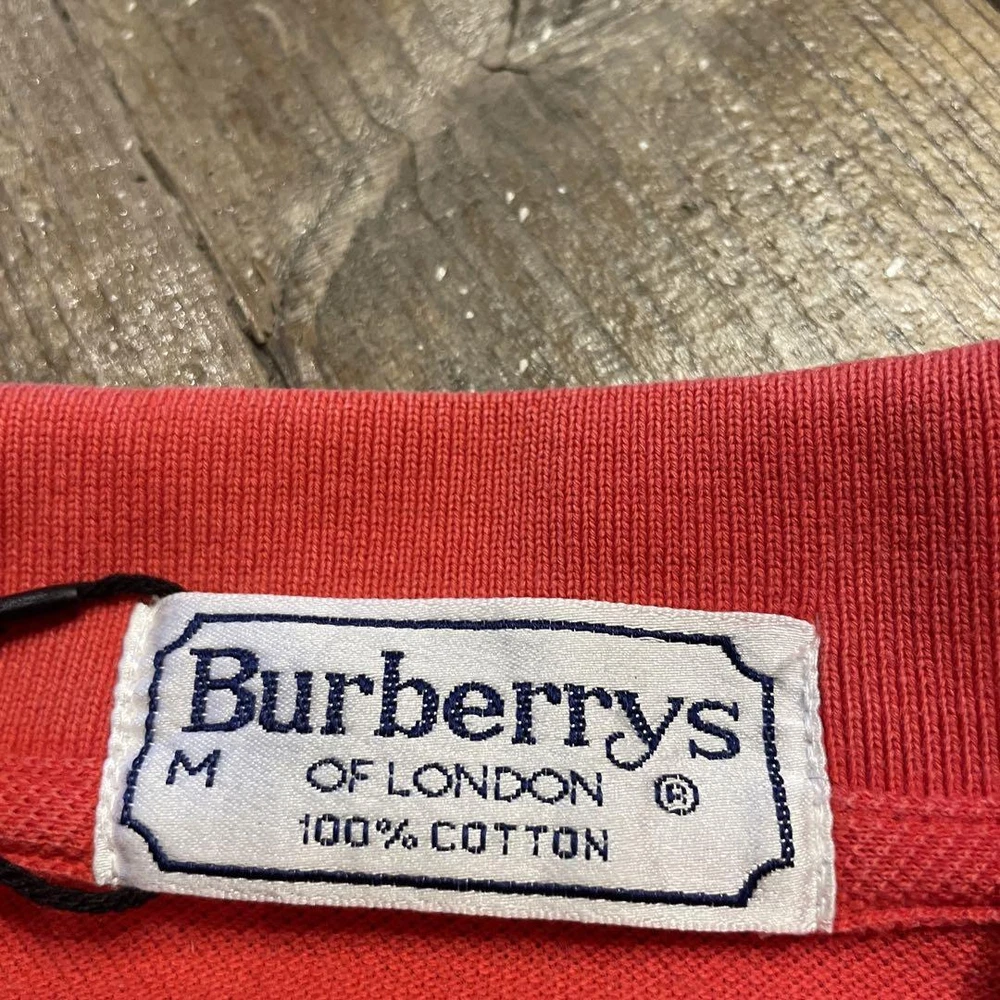 Burberrys
M OF LONDON ®
100% COTTON